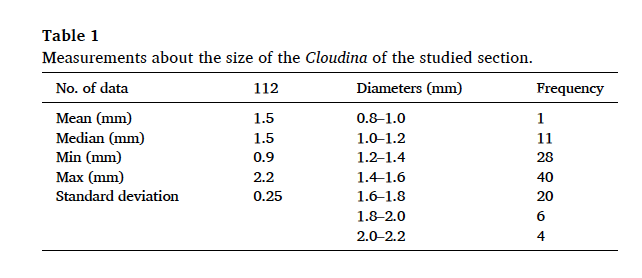 Table 1
Measurements about the size of the Cloudina of the studied section.
No. of data 112 Diameters (mm) Frequency
Mean (mm) 1.5 0.8–1.0 1
Median (mm) 1.5 1.0–1.2 11
Min (mm) 0.9 1.2–1.4 28
Max (mm) 2.2 1.4–1.6 40
Standard deviation 0.25 1.6–1.8 20
1.8–2.0 6
2.0–2.2 4